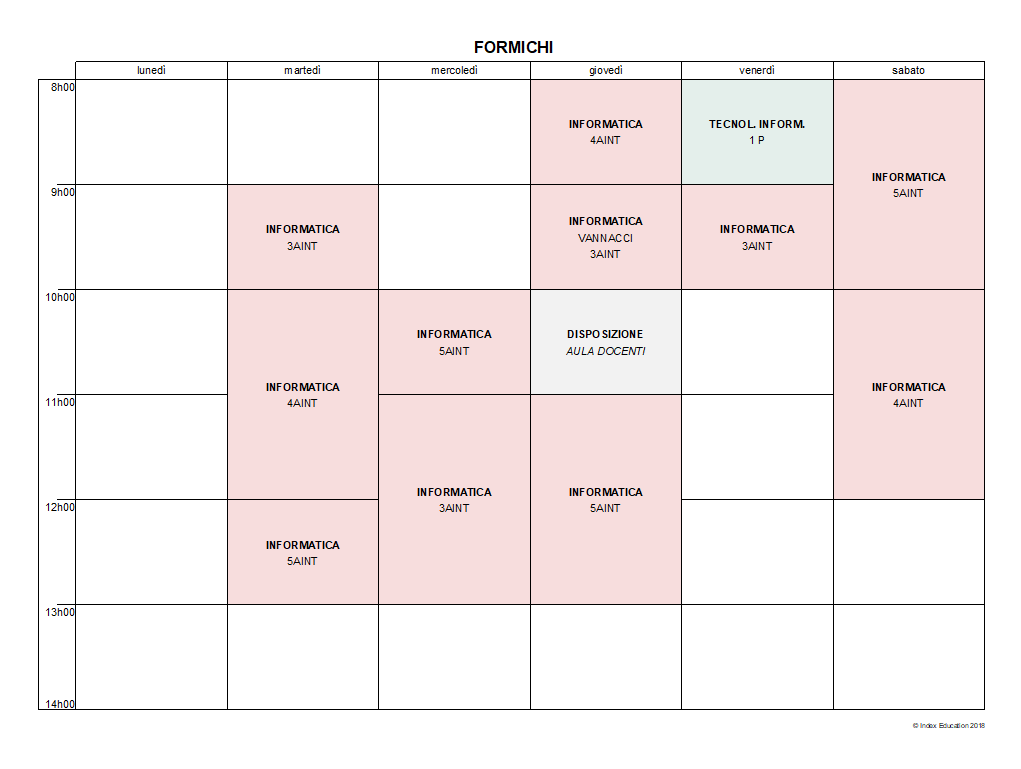 FORMICHI
lunedì martedì mercoledì giovedì venerdì sabato
8h00
INFORMATICA
4AINT
TECNOL. INFORM.
1 P
INFORMATICA
5AINT
9h00
INFORMATICA
3AINT
INFORMATICA
VANNACCI
3AINT
INFORMATICA
3AINT
10h00
INFORMATICA
4AINT
INFORMATICA
5AINT
DISPOSIZIONE
AULA DOCENTI
INFORMATICA
4AINT
11h00
INFORMATICA
3AINT
INFORMATICA
5AINT
12h00
INFORMATICA
5AINT
13h00
14h00
© Index Education 2018